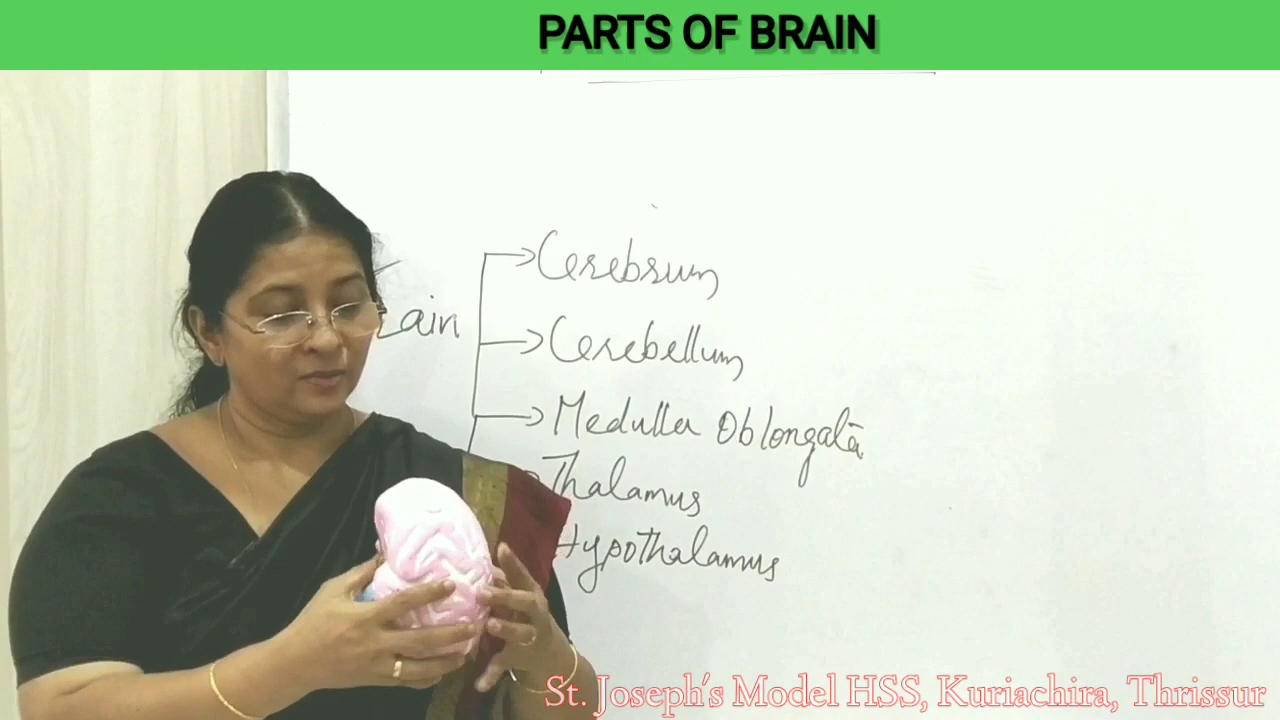 PARTS OF BRAIN
ain
Cerebrum
Cerebellum
Medulla Oblongata
Thalamus
Hypothalamus
St. Joseph's Model HSS, Kuriachira, Thrissur